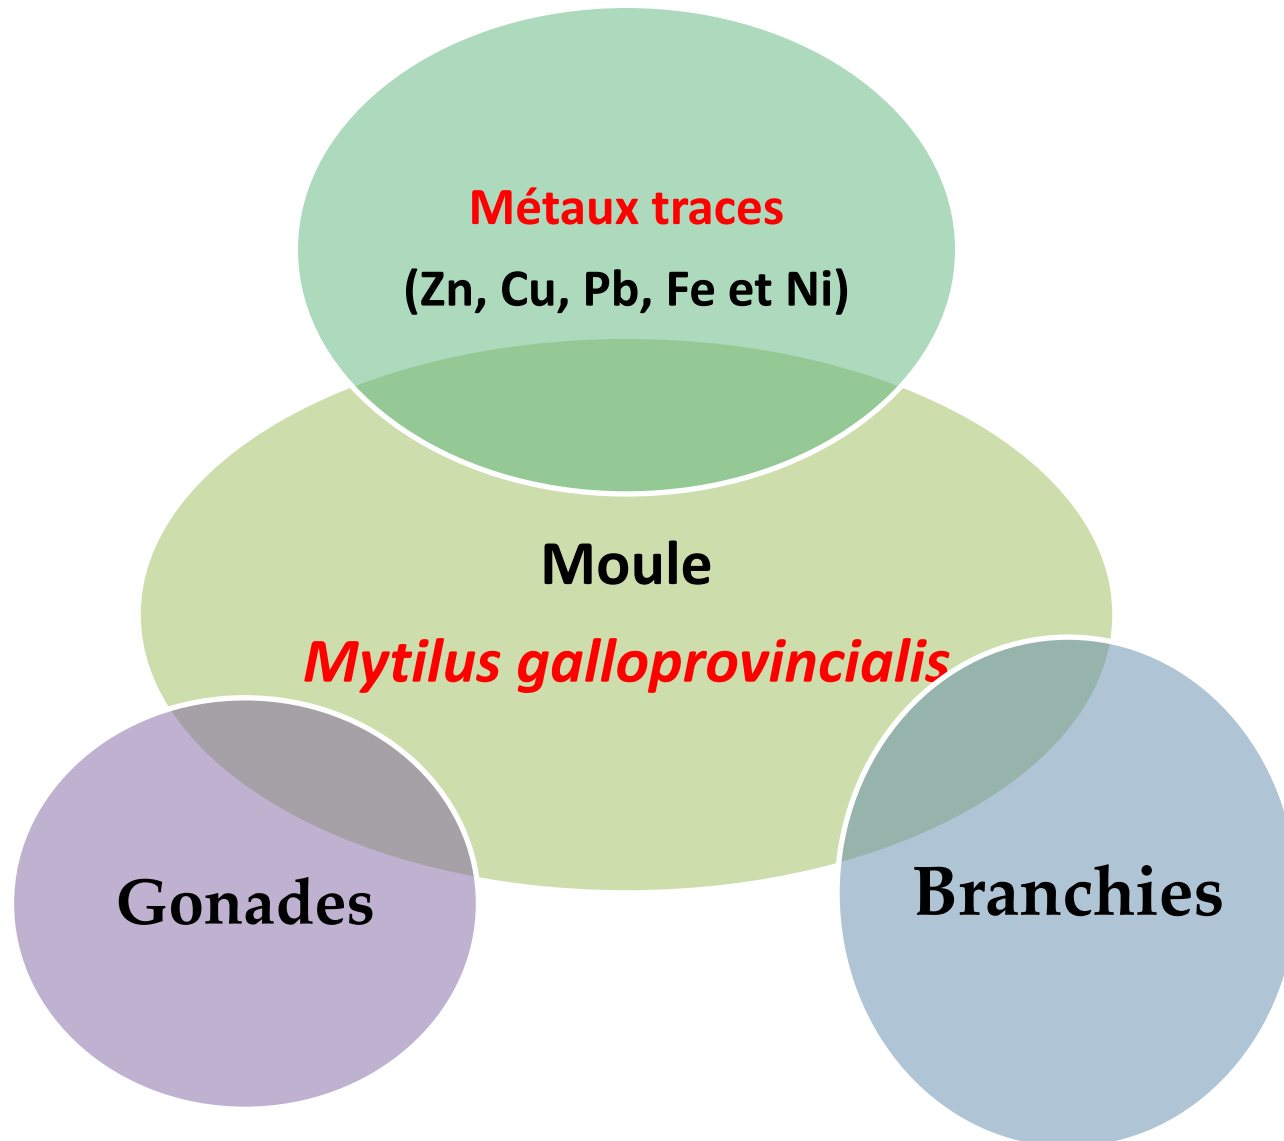 Métaux traces
(Zn, Cu, Pb, Fe et Ni)
Moule
Mytilus galloprovincialis
Gonades
Branchies